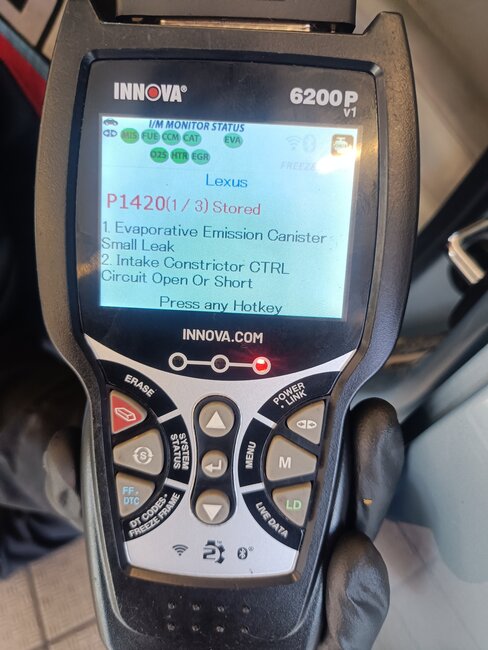 INNOVA® 6200P
v1
I/M MONITOR STATUS
MIS FUE CCM CAT EVA
O2S HTR EGR
FREEZE
Lexus
P1420(1 / 3) Stored
1. Evaporative Emission Canister
Small Leak
2. Intake Constrictor CTRL
Circuit Open Or Short
Press any Hotkey
INNOVA.COM
ERASE
POWER
• LINK
SYSTEM
STATUS
MENU
S
M
FF •
DTC
LD
DT CODES •
FREEZE FRAME
LIVE DATA
2